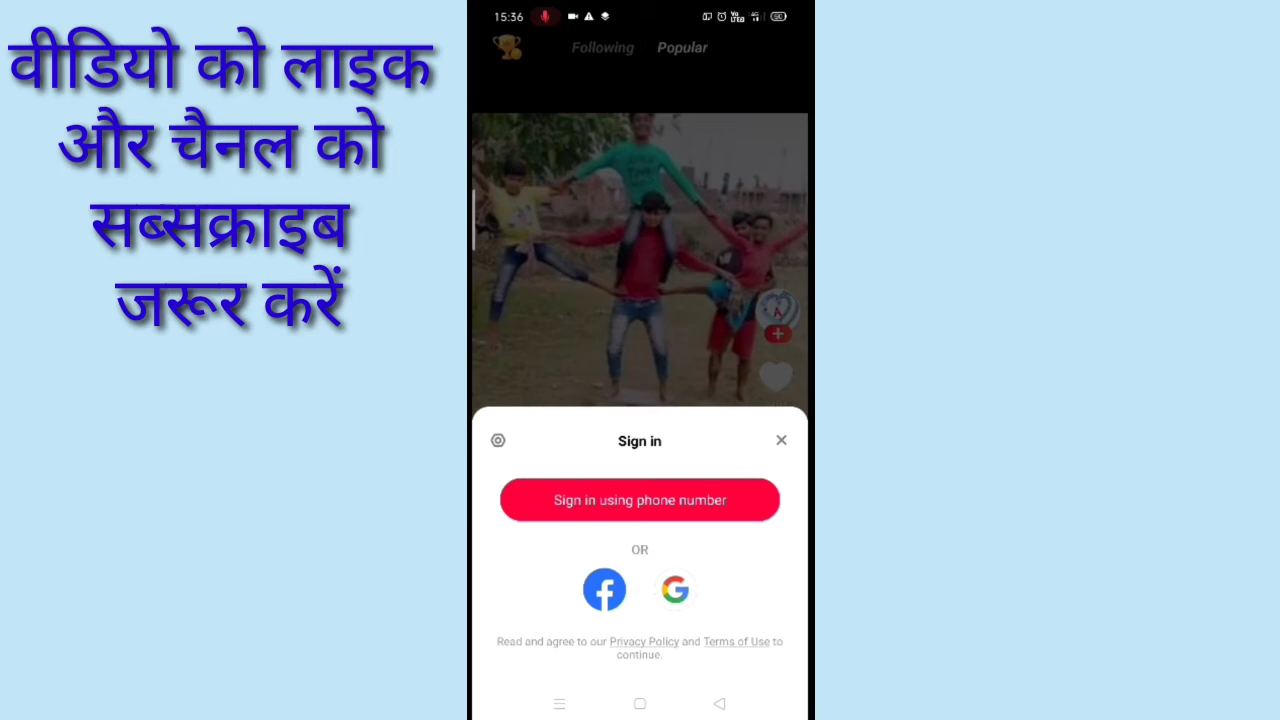 वीडियो को लाइक
और चैनल को
सब्सक्राइब
जरूर करें
15:36
Following Popular
Sign in
Sign in using phone number
OR
Read and agree to our Privacy Policy and Terms of Use to
continue.